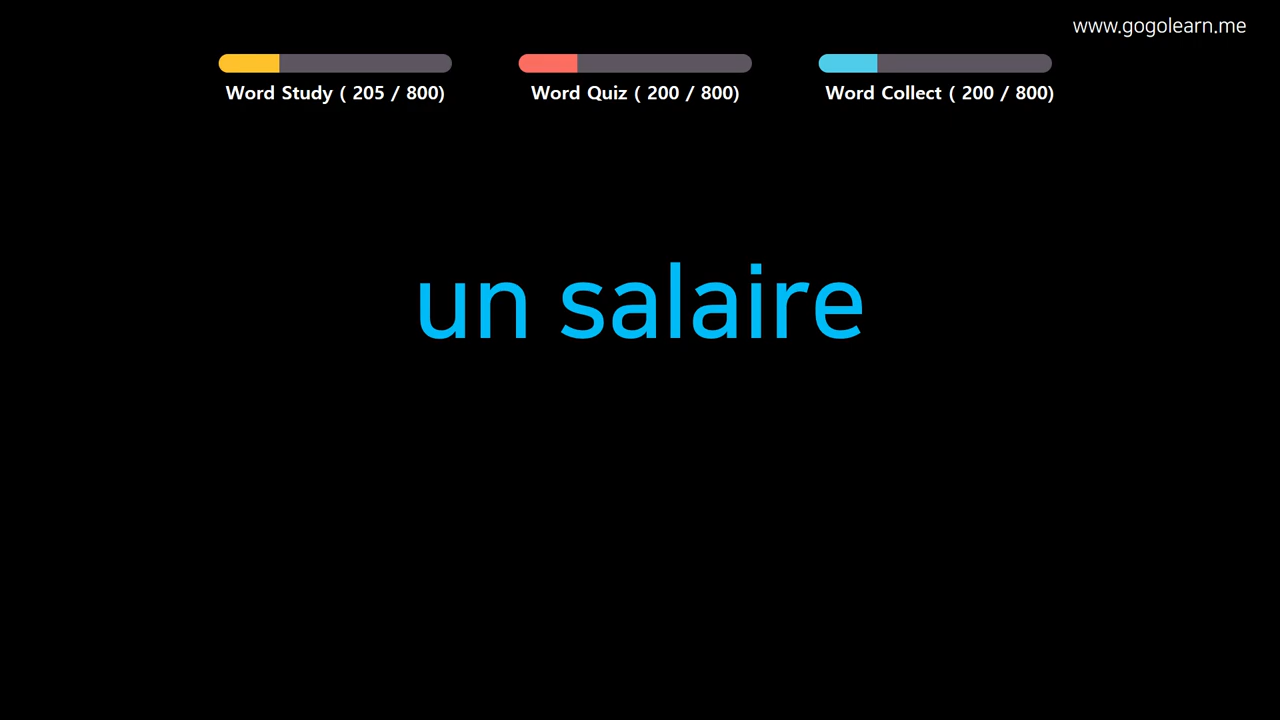 www.gogolearn.me
Word Study ( 205 / 800)
Word Quiz ( 200 / 800)
Word Collect ( 200 / 800)
un salaire